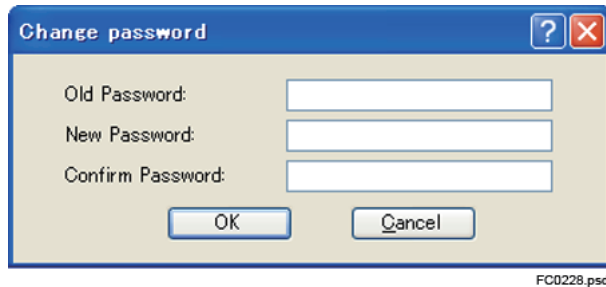 Change password
Old Password:
New Password:
Confirm Password:
OK Cancel
FC0228.psd